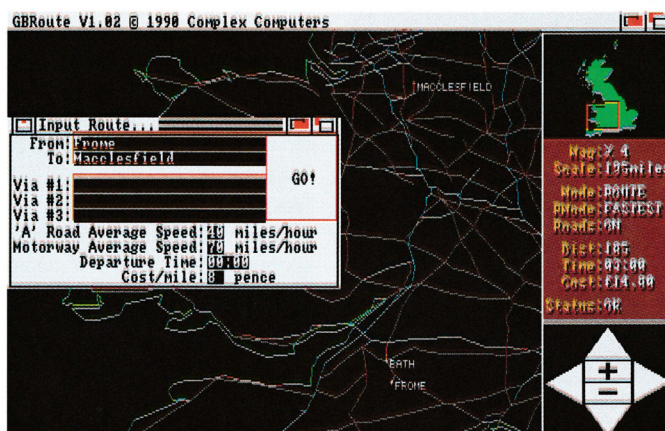 GBRoute V1.02 © 1990 Complex Computers
MACCLESFIELD
Input Route...
From: Frome
To: Macclesfield
GO!
Via #1:
Via #2:
Via #3:
'A' Road Average Speed: 40 miles/hour
Motorway Average Speed: 70 miles/hour
Departure Time: 00:00
Cost/mile: 8 pence
BATH
FROME
Mag: X 4
Scale: 195miles
Mode: ROUTE
RMode: FASTEST
Roads: ON
Dist:
Time: 03:00
Cost: £14.80
Status: OK
+
-